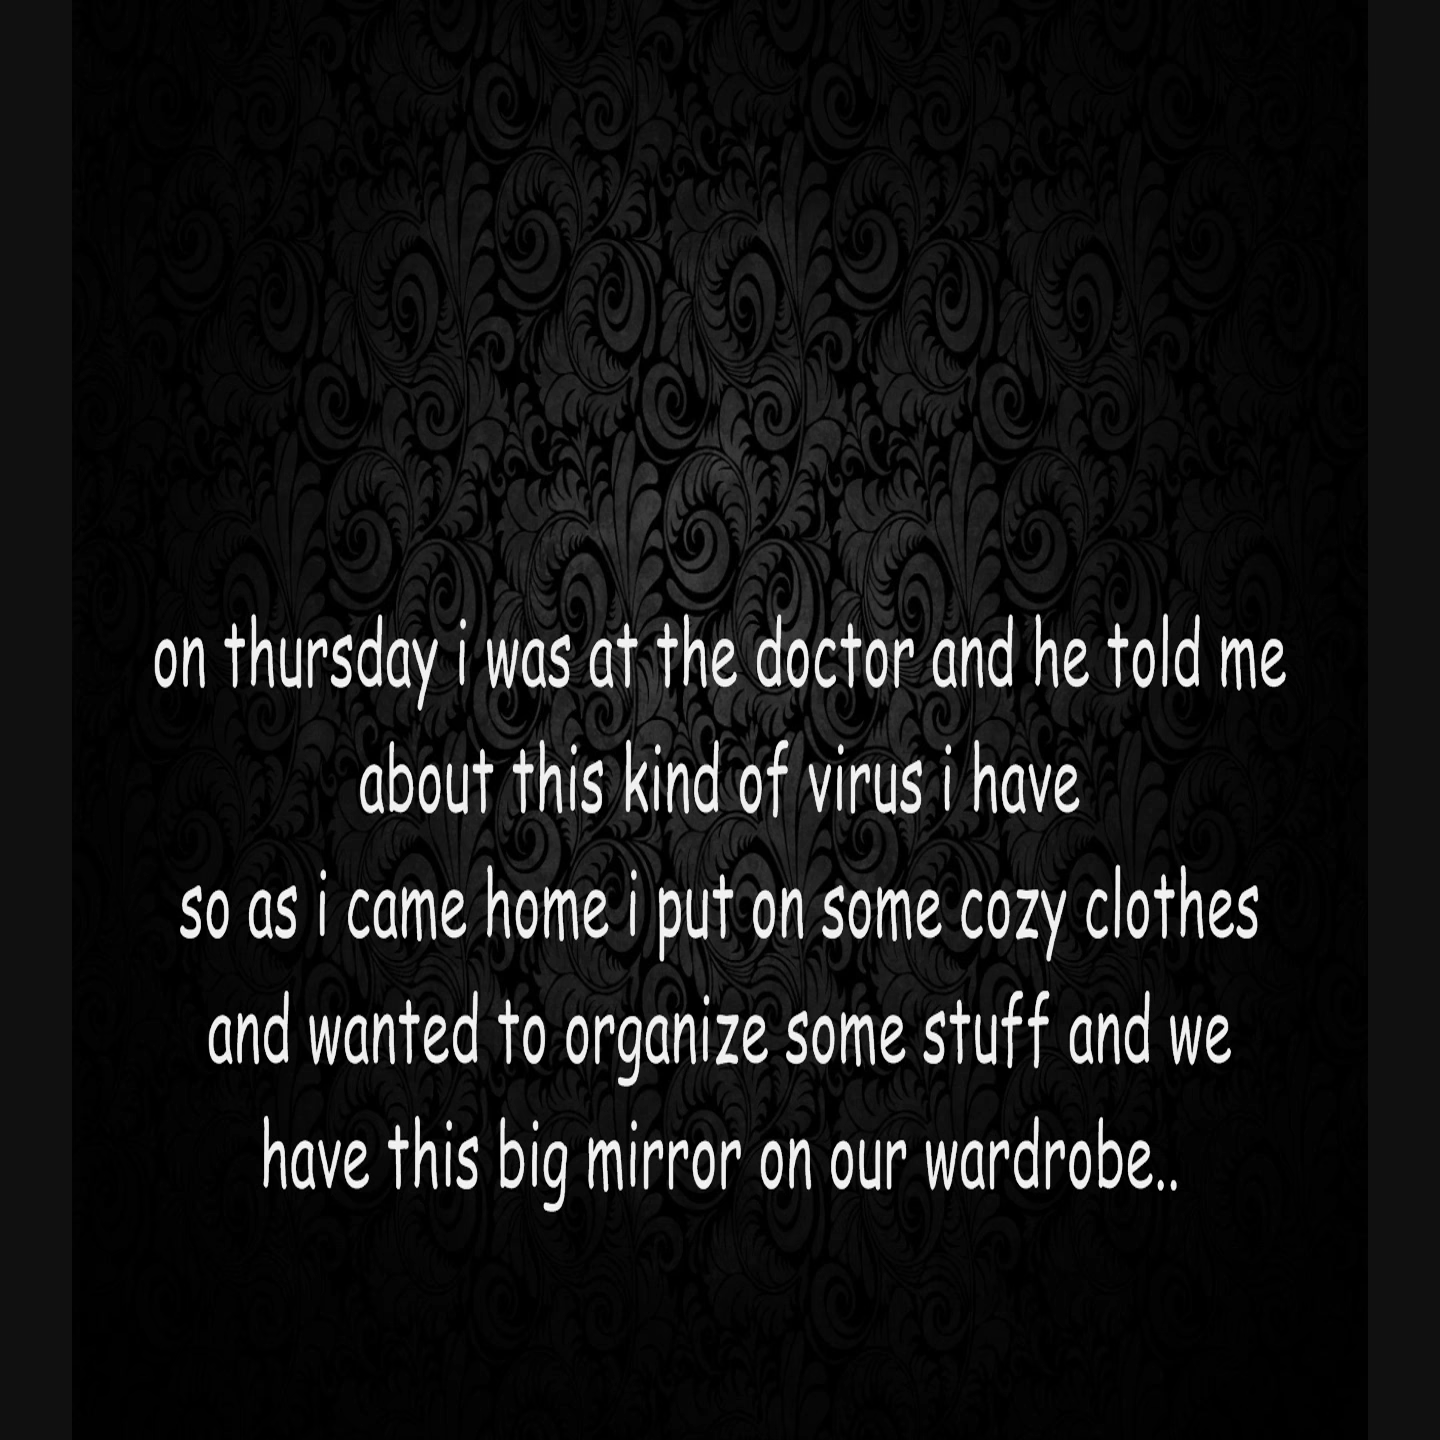 on thursday i was at the doctor and he told me
about this kind of virus i have
so as i came home i put on some cozy clothes
and wanted to organize some stuff and we
have this big mirror on our wardrobe..